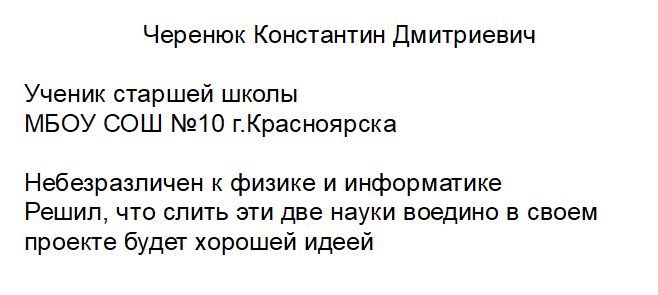 Черенюк Константин Дмитриевич
Ученик старшей школы
МБОУ СОШ №10 г.Красноярска
Небезразличен к физике и информатике
Решил, что слить эти две науки воедино в своем
проекте будет хорошей идеей